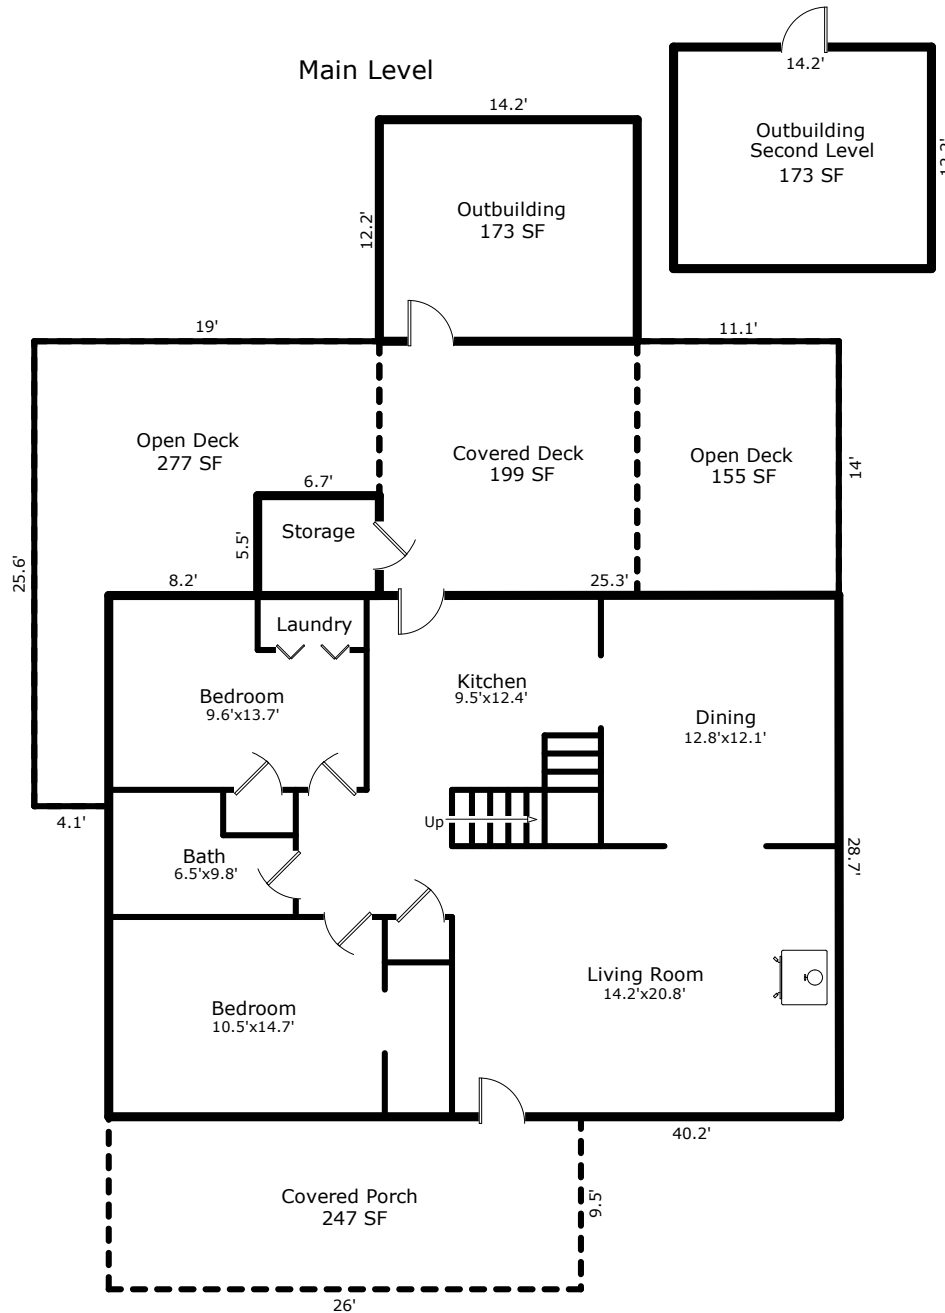 Main Level
14.2'
Outbuilding
Second Level
173 SF
14.2'
Outbuilding
173 SF
12.2'
19'
11.1'
Open Deck
277 SF
Covered Deck
199 SF
Open Deck
155 SF
14'
6.7'
Storage
5.5'
25.6'
8.2'
25.3'
Laundry
Bedroom
9.6'x13.7'
Kitchen
9.5'x12.4'
Dining
12.8'x12.1'
4.1'
Up
Bath
6.5'x9.8'
28.7'
Living Room
14.2'x20.8'
Bedroom
10.5'x14.7'
40.2'
Covered Porch
247 SF
9.5'
26'